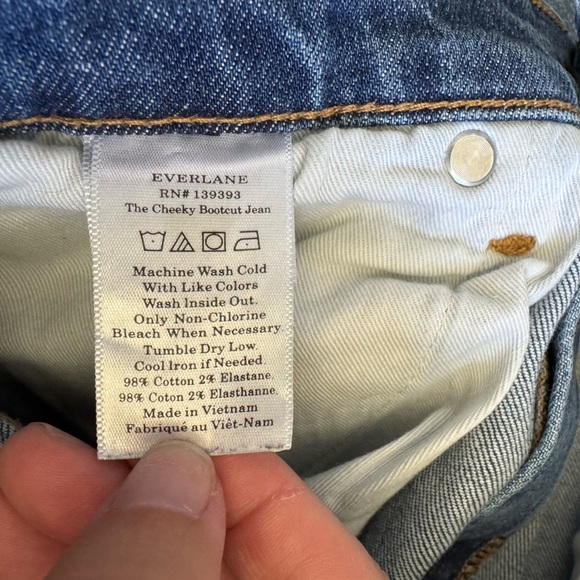 EVERLANE
RN# 139393
The Cheeky Bootcut Jean
Machine Wash Cold
With Like Colors
Wash Inside Out.
Only Non-Chlorine
Bleach When Necessary.
Tumble Dry Low.
Cool Iron if Needed.
98% Cotton 2% Elastane.
98% Coton 2% Elasthanne.
Made in Vietnam
Fabriqué au Viêt-Nam